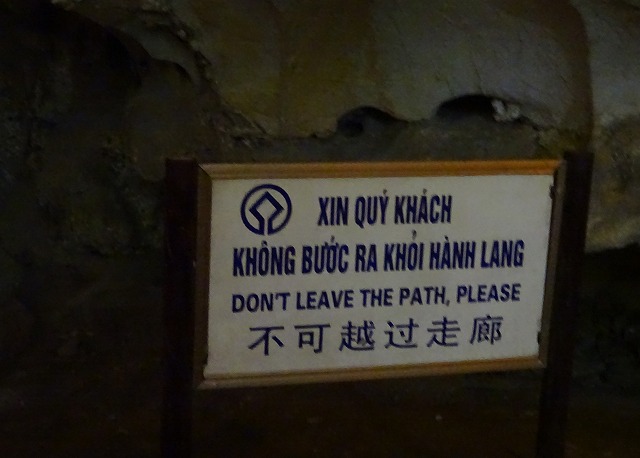 XIN QUÝ KHÁCH
KHÔNG BƯỚC RA KHỎI HÀNH LANG
DON'T LEAVE THE PATH, PLEASE
不可越过走廊